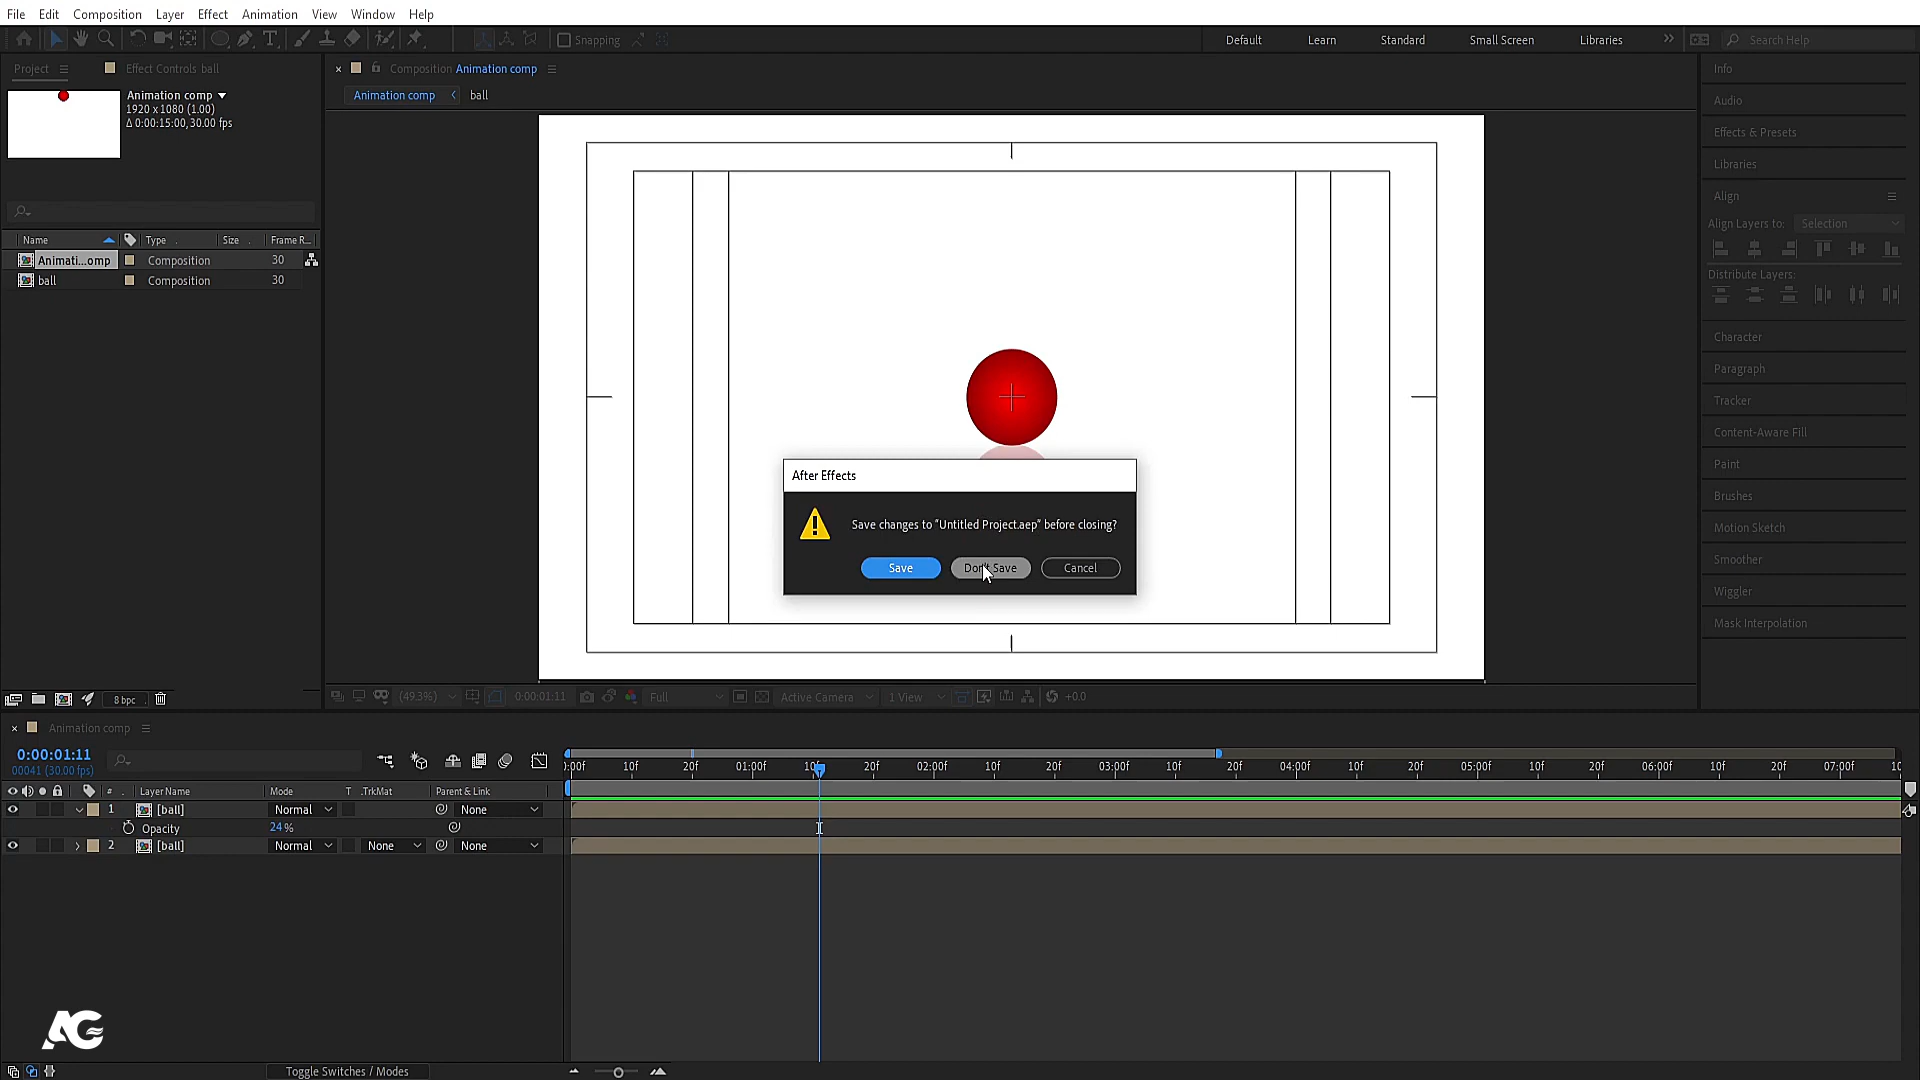 File Edit Composition Layer Effect Animation View Window Help
Snapping
Default Learn Standard Small Screen Libraries
Search Help
Project
Effect Controls ball
Composition Animation comp
Animation comp
1920 x 1080 (1.00)
Δ 0:00:15:00, 30.00 fps
Animation comp
ball
Name Type Size Frame R...
Animati...omp Composition 30
ball Composition 30
8 bpc
Info
Audio
Effects & Presets
Libraries
Align
Align Layers to: Selection
Distribute Layers:
Character
Paragraph
Tracker
Content-Aware Fill
Paint
Brushes
Motion Sketch
Smoother
Wiggler
Mask Interpolation
After Effects
Save changes to "Untitled Project.aep" before closing?
Save Don't Save Cancel
(49.3%) 0:00:01:11 Full Active Camera 1 View +0.0
Animation comp
0:00:01:11
00041 (30.00 fps)
):00f 10f 20f 01:00f 10f 20f 02:00f 10f 20f 03:00f 10f 20f 04:00f 10f 20f 05:00f 10f 20f 06:00f 10f 20f 07:00f 10
# Layer Name Mode T .TrkMat Parent & Link
1 [ball] Normal None
Opacity 24%
2 [ball] Normal None None
AG
Toggle Switches / Modes